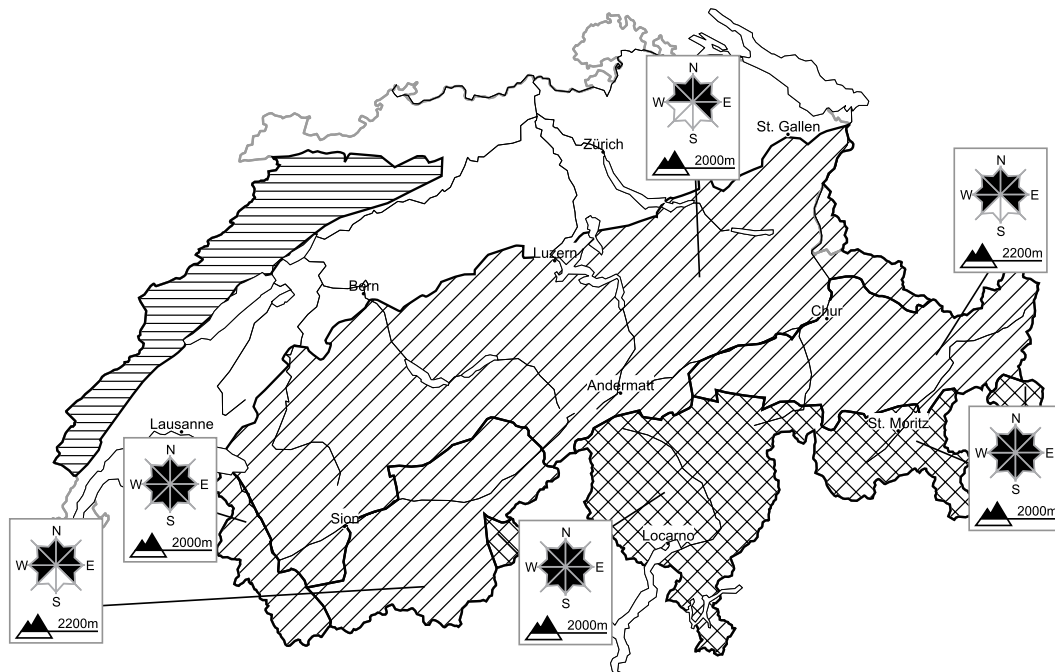 N
W E
S
2000m
St. Gallen
Zürich
N
W E
S
2200m
Luzern
Bern
Chur
Andermatt
St. Moritz
Lausanne
N
W E
S
2000m
N
W E
S
2000m
Sion
N
W E
S
2200m
N
W E
S
2000m
Locarno